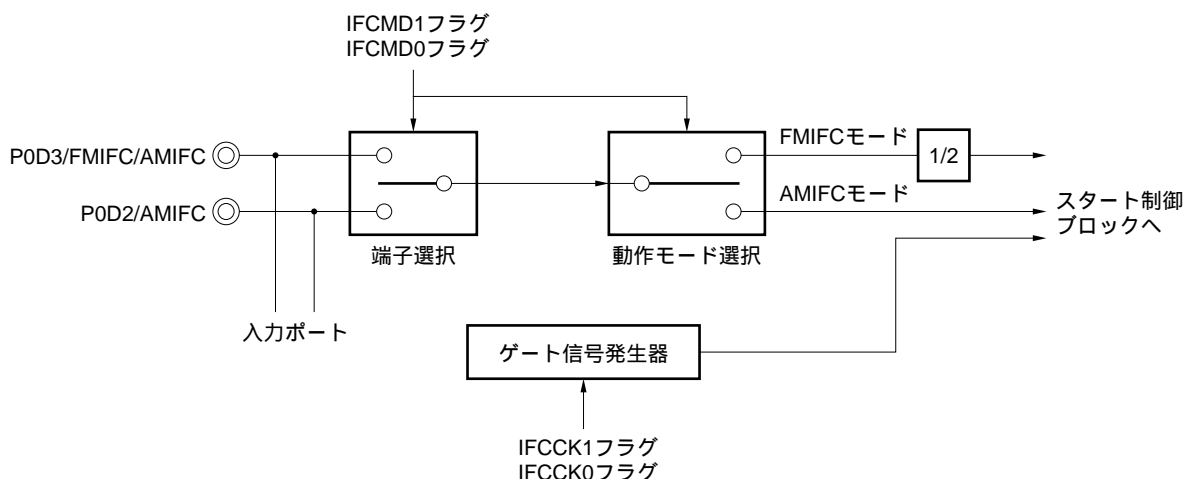 IFCMD1フラグ
IFCMD0フラグ
P0D3/FMIFC/AMIFC
P0D2/AMIFC
FMIFCモード
1/2
AMIFCモード
スタート制御
ブロックへ
端子選択
動作モード選択
入力ポート
ゲート信号発生器
IFCCK1フラグ
IFCCK0フラグ